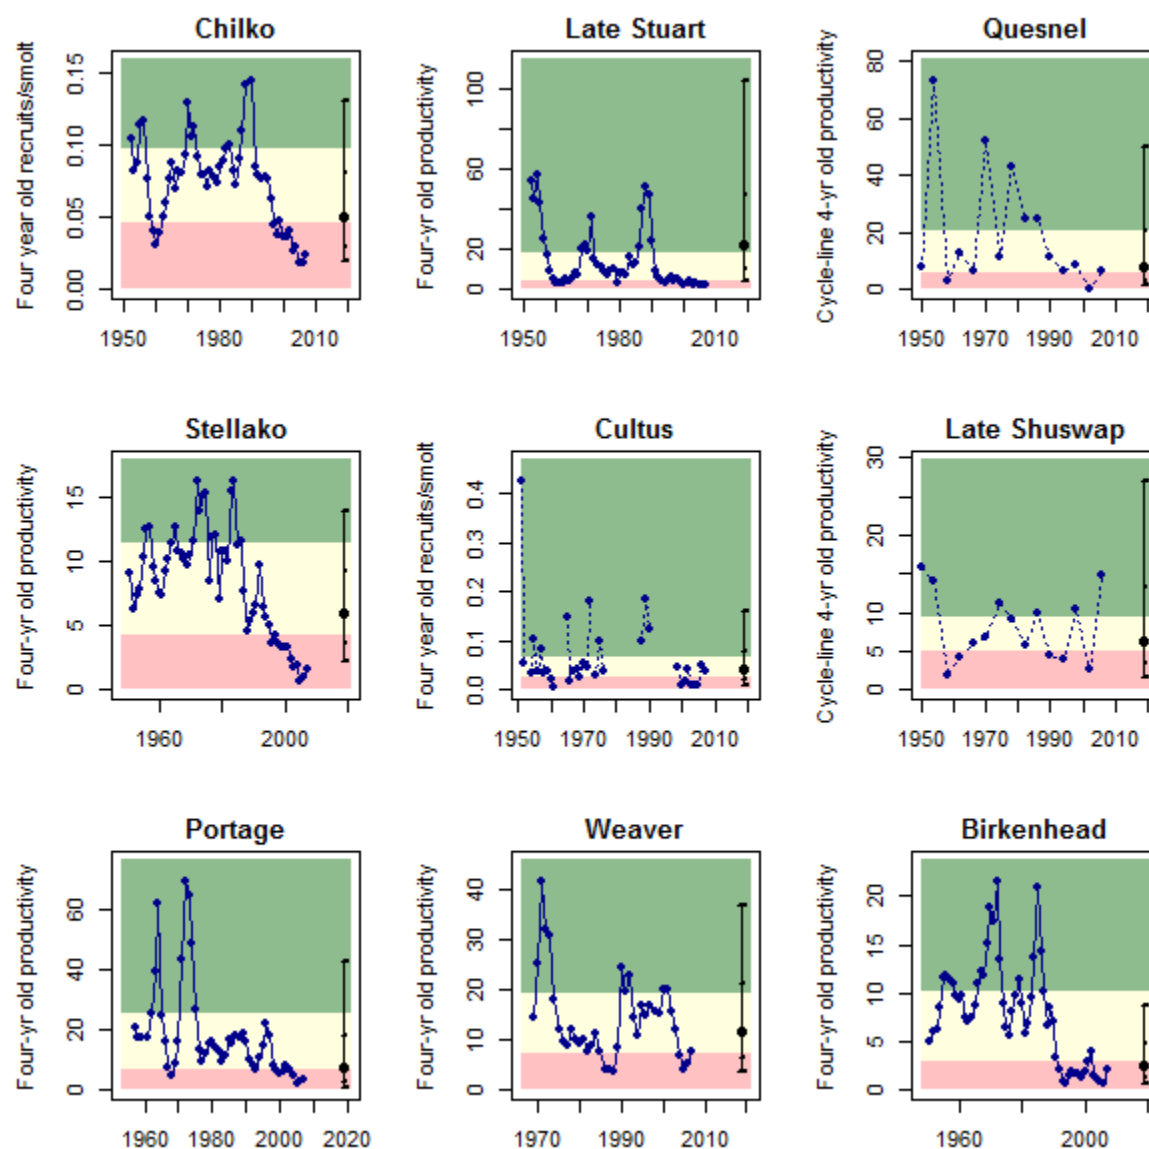 Chilko
Four year old recruits/smolt
0.00 0.05 0.10 0.15
1950 1980 2010
Late Stuart
Four-yr old productivity
0 20 60 100
1950 1980 2010
Quesnel
Cycle-line 4-yr old productivity
0 20 40 60 80
1950 1970 1990 2010
Stellako
Four-yr old productivity
0 5 10 15
1960 2000
Cultus
Four year old recruits/smolt
0.0 0.1 0.2 0.3 0.4
1950 1970 1990 2010
Late Shuswap
Cycle-line 4-yr old productivity
0 5 10 20 30
1950 1970 1990 2010
Portage
Four-yr old productivity
0 20 40 60
1960 1980 2000 2020
Weaver
Four-yr old productivity
0 10 20 30 40
1970 1990 2010
Birkenhead
Four-yr old productivity
0 5 10 15 20
1960 2000